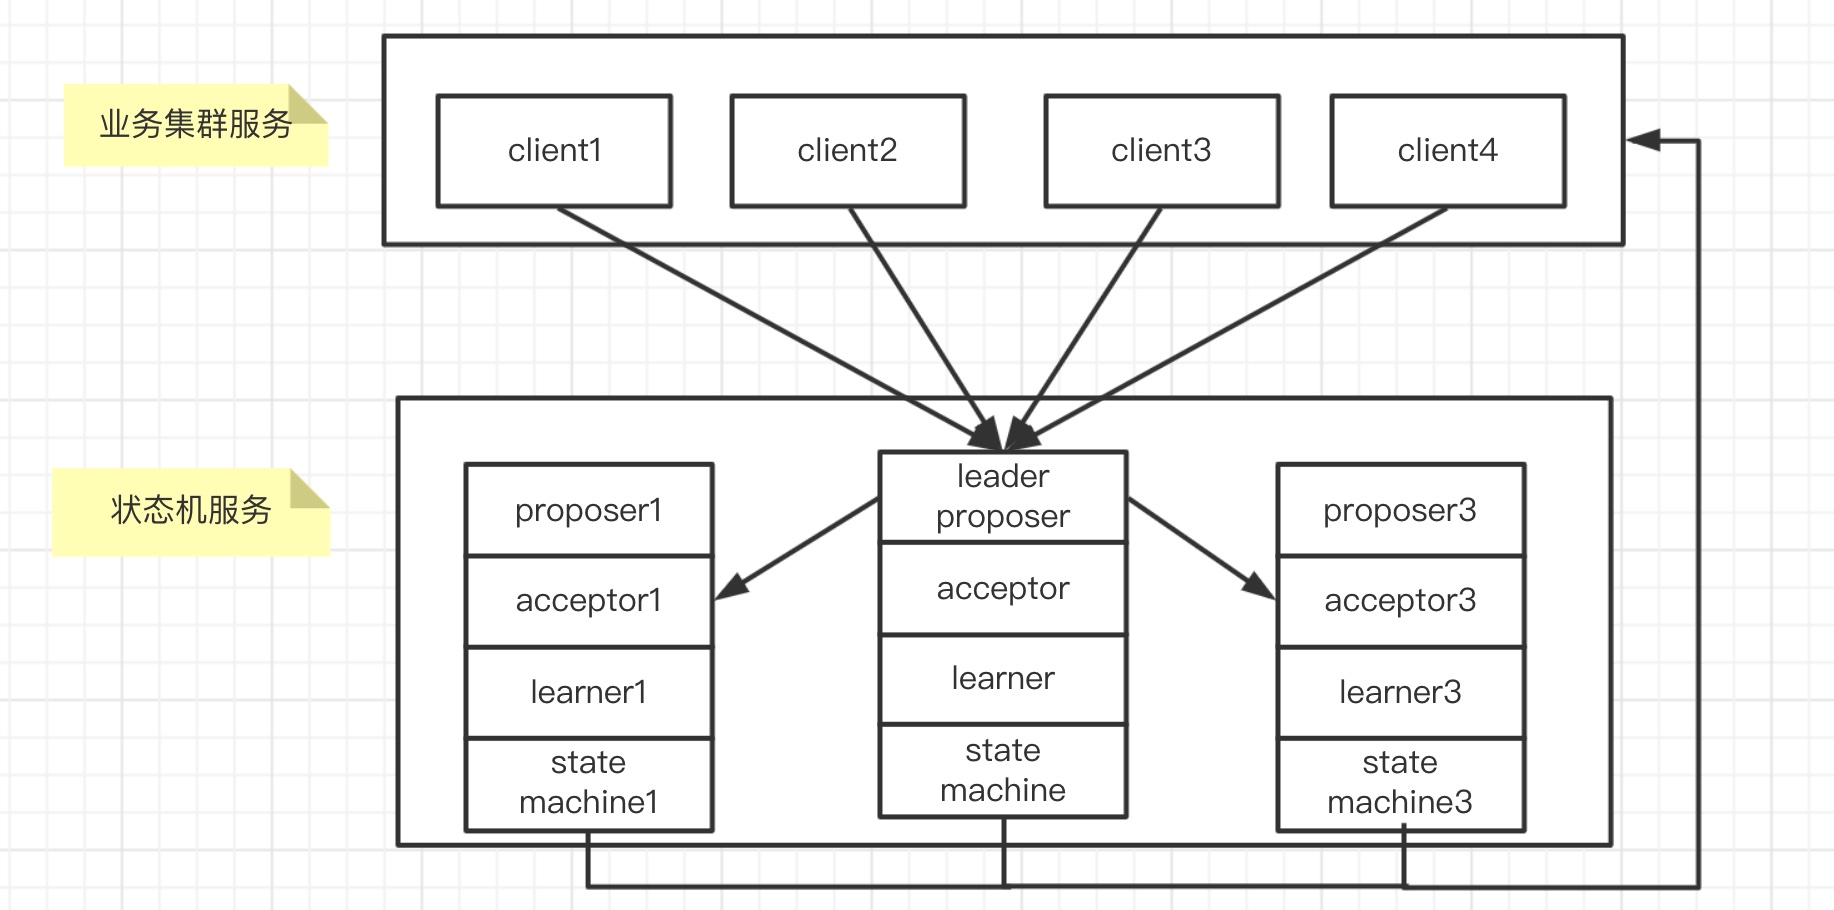 业务集群服务
client1
client2
client3
client4
状态机服务
proposer1
acceptor1
learner1
state
machine1
leader
proposer
acceptor
learner
state
machine
proposer3
acceptor3
learner3
state
machine3